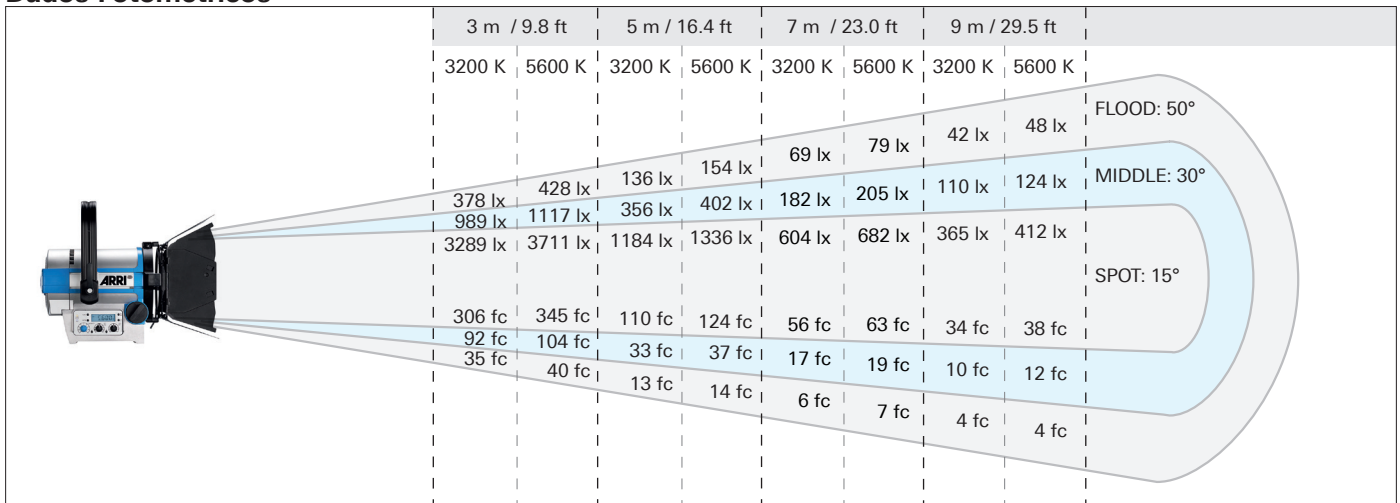 3 m / 9.8 ft 5 m / 16.4 ft 7 m / 23.0 ft 9 m / 29.5 ft
3200 K 5600 K 3200 K 5600 K 3200 K 5600 K 3200 K 5600 K
FLOOD: 50°
378 lx 428 lx 136 lx 154 lx 69 lx 79 lx 42 lx 48 lx
MIDDLE: 30°
989 lx 1117 lx 356 lx 402 lx 182 lx 205 lx 110 lx 124 lx
3289 lx 3711 lx 1184 lx 1336 lx 604 lx 682 lx 365 lx 412 lx
ARRI
SPOT: 15°
306 fc 345 fc 110 fc 124 fc 56 fc 63 fc 34 fc 38 fc
92 fc 104 fc 33 fc 37 fc 17 fc 19 fc 10 fc 12 fc
35 fc 40 fc 13 fc 14 fc 6 fc 7 fc 4 fc 4 fc